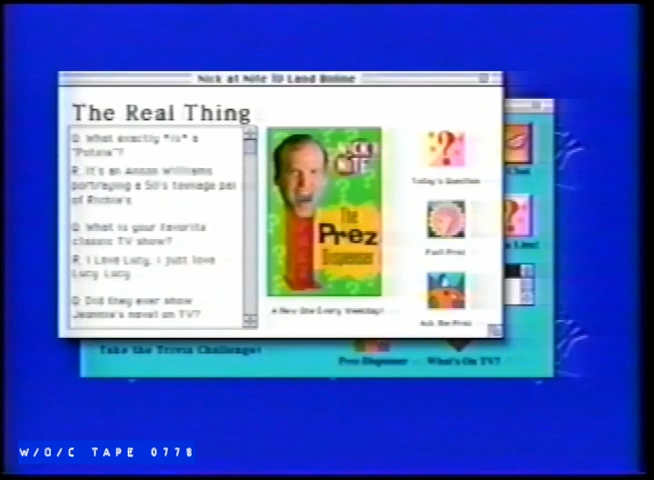 Nick at Nite TV Land Online
The Real Thing
Q: What exactly *is* a
"Potsie"?
R: It's an Anson Williams
portraying a 50's teenage pal
of Richie's
Q: What is your favorite
classic TV show?
R: I Love Lucy, I just love
Lucy Lucy
Q: Did they ever show
Jeannie's navel on TV?
NICK
NITE
The
Prez
Dispenser
A New One Every Weekday!
Today's Question
Past Prez
Ask the Prez
Chat
Take the Trivia Challenge!
Prez Dispenser
What's On TV?
W/O/C TAPE 0778